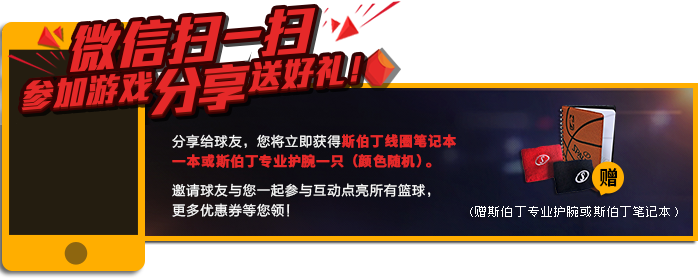 微信扫一扫
参加游戏分享送好礼!
分享给球友，您将立即获得斯伯丁线圈笔记本
一本或斯伯丁专业护腕一只（颜色随机）。
邀请球友与您一起参与互动点亮所有篮球，
更多优惠券等您领!
赠
(赠斯伯丁专业护腕或斯伯丁笔记本)